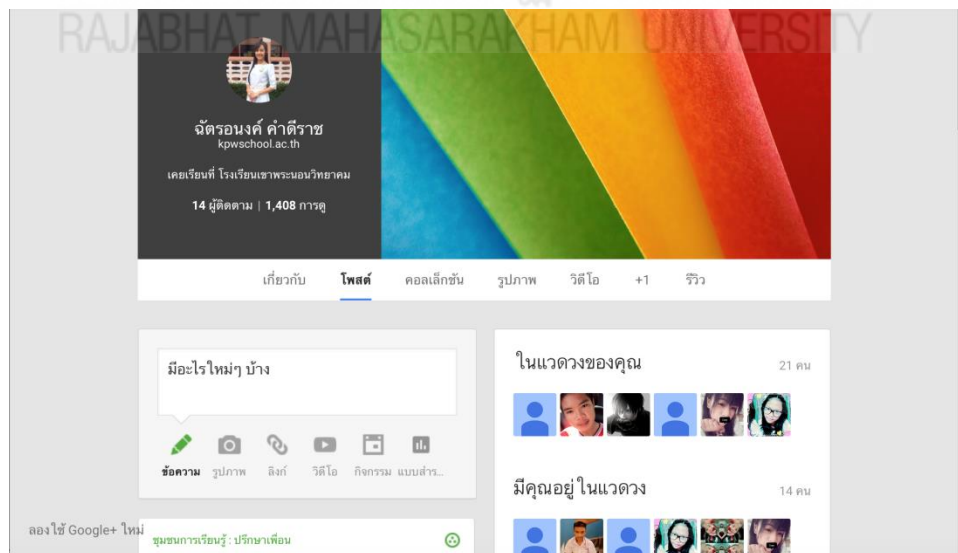 RAJABHAT MAHASARAKHAM UNIVERSITY
ฉัตรอนงค์ คำดีราช
kpwschool.ac.th
เคยเรียนที่ โรงเรียนเขาพระนอนวิทยาคม
14 ผู้ติดตาม | 1,408 การดู
เกี่ยวกับ โพสต์ คอลเล็กชัน รูปภาพ วิดีโอ +1 รีวิว
มีอะไรใหม่ๆ บ้าง
ข้อความ รูปภาพ ลิงก์ วิดีโอ กิจกรรม แบบสำร...
ในแวดวงของคุณ 21 คน
มีคุณอยู่ในแวดวง 14 คน
ลองใช้ Google+ ใหม่
ชุมชนการเรียนรู้ : ปรึกษาเพื่อน